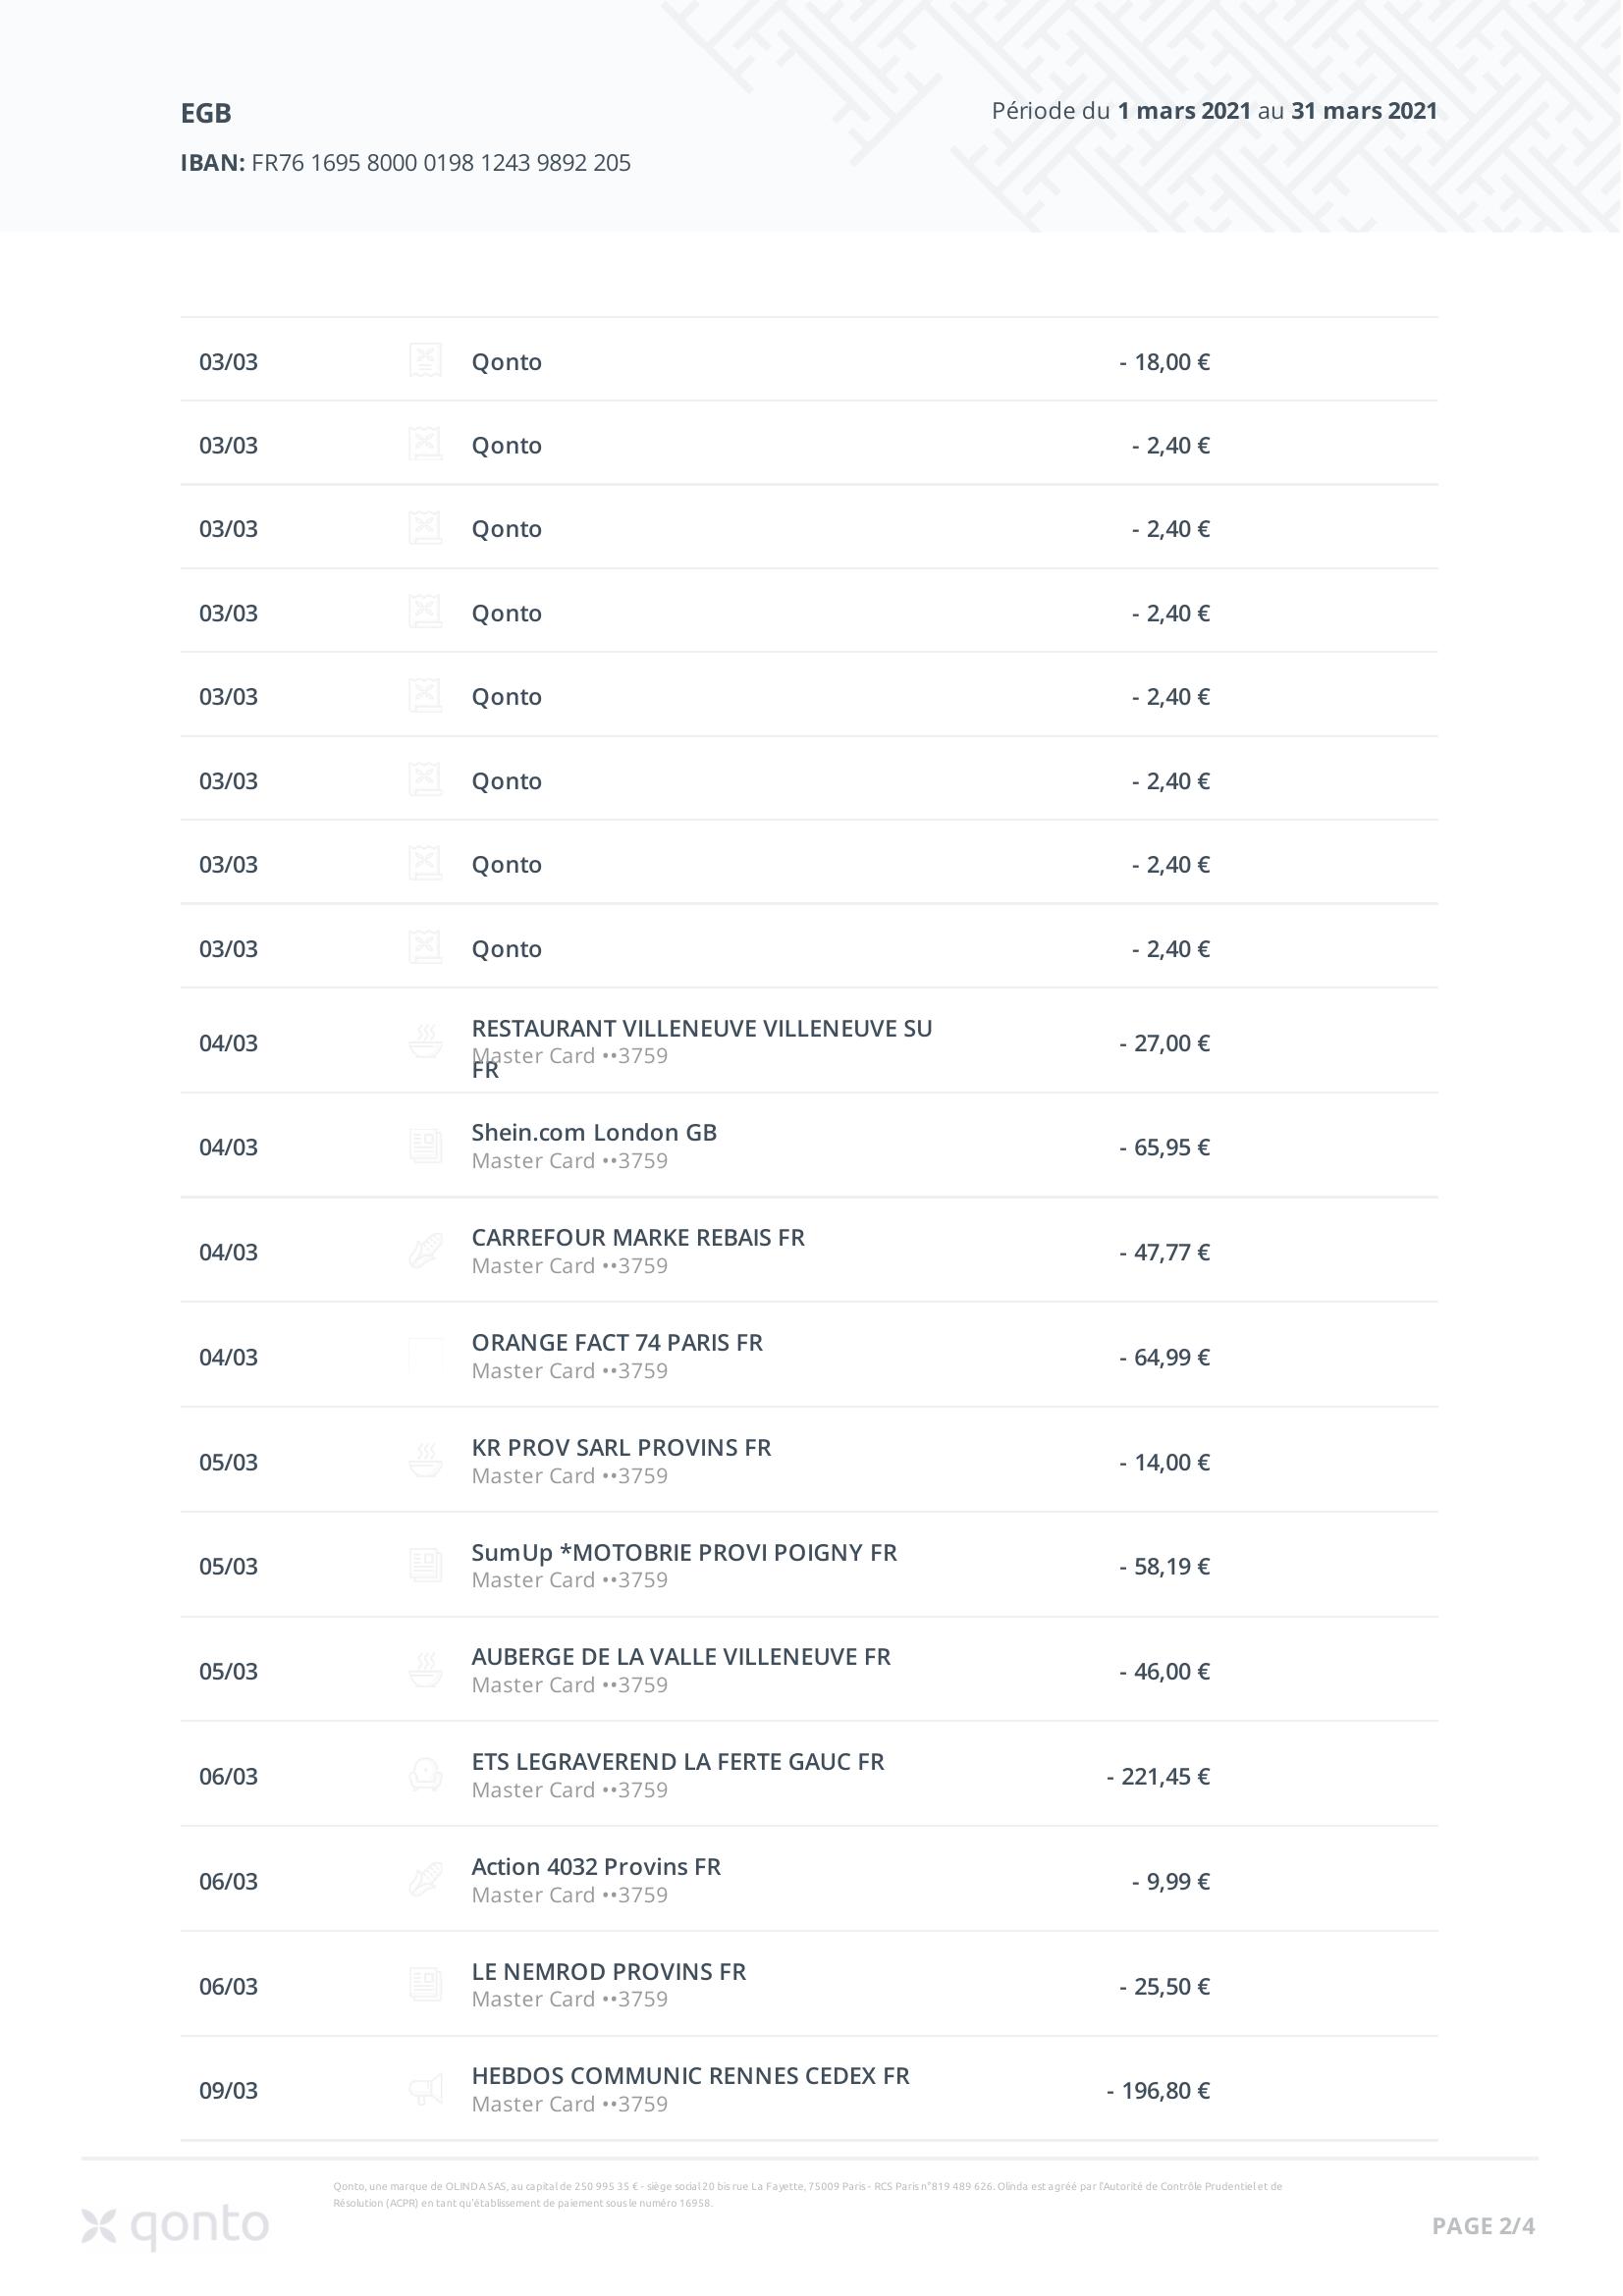 EGB
Période du 1 mars 2021 au 31 mars 2021
IBAN: FR76 1695 8000 0198 1243 9892 205
03/03 Qonto - 18,00 €
03/03 Qonto - 2,40 €
03/03 Qonto - 2,40 €
03/03 Qonto - 2,40 €
03/03 Qonto - 2,40 €
03/03 Qonto - 2,40 €
03/03 Qonto - 2,40 €
03/03 Qonto - 2,40 €
04/03 RESTAURANT VILLENEUVE VILLENEUVE SU - 27,00 €
Master Card ••3759
FR
04/03 Shein.com London GB - 65,95 €
Master Card ••3759
04/03 CARREFOUR MARKE REBAIS FR - 47,77 €
Master Card ••3759
04/03 ORANGE FACT 74 PARIS FR - 64,99 €
Master Card ••3759
05/03 KR PROV SARL PROVINS FR - 14,00 €
Master Card ••3759
05/03 SumUp *MOTOBRIE PROVI POIGNY FR - 58,19 €
Master Card ••3759
05/03 AUBERGE DE LA VALLE VILLENEUVE FR - 46,00 €
Master Card ••3759
06/03 ETS LEGRAVEREND LA FERTE GAUC FR - 221,45 €
Master Card ••3759
06/03 Action 4032 Provins FR - 9,99 €
Master Card ••3759
06/03 LE NEMROD PROVINS FR - 25,50 €
Master Card ••3759
09/03 HEBDOS COMMUNIC RENNES CEDEX FR - 196,80 €
Master Card ••3759
Qonto, une marque de OLINDA SAS, au capital de 250 995 35 € - siège social 20 bis rue La Fayette, 75009 Paris - RCS Paris n°819 489 626. Olinda est agréé par l'Autorité de Contrôle Prudentiel et de
Résolution (ACPR) en tant qu'établissement de paiement sous le numéro 16958.
qonto
PAGE 2/4